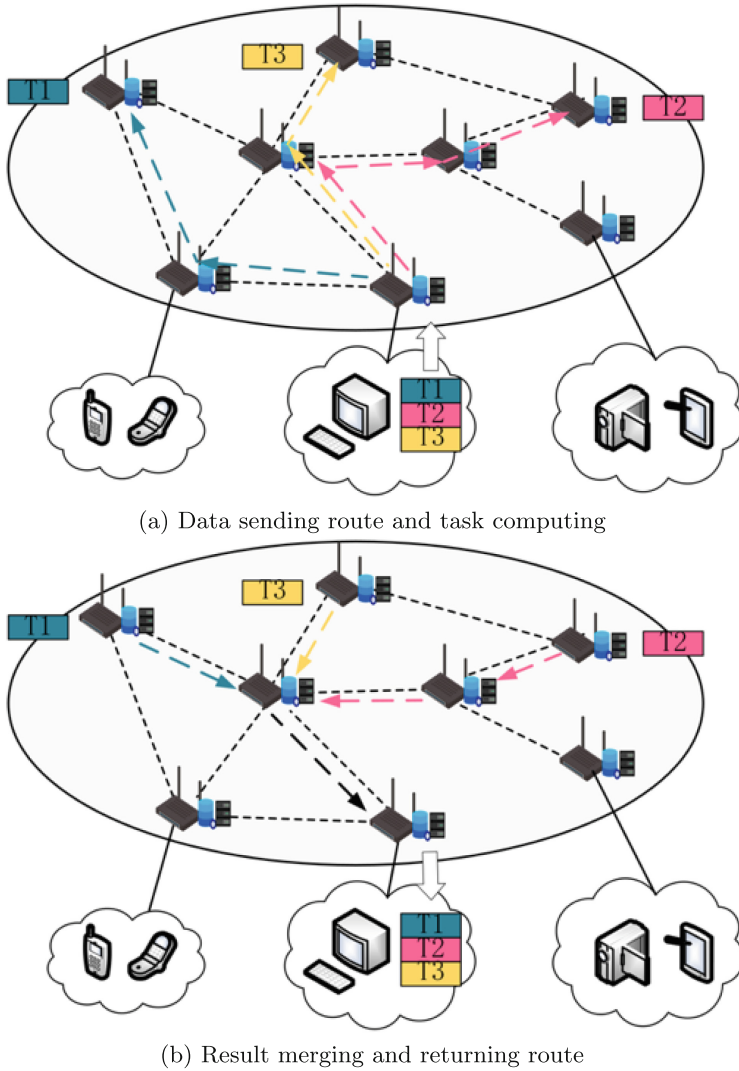 T3
T1
T2
T1
T2
T3
(a) Data sending route and task computing
T3
T1
T2
T1
T2
T3
(b) Result merging and returning route